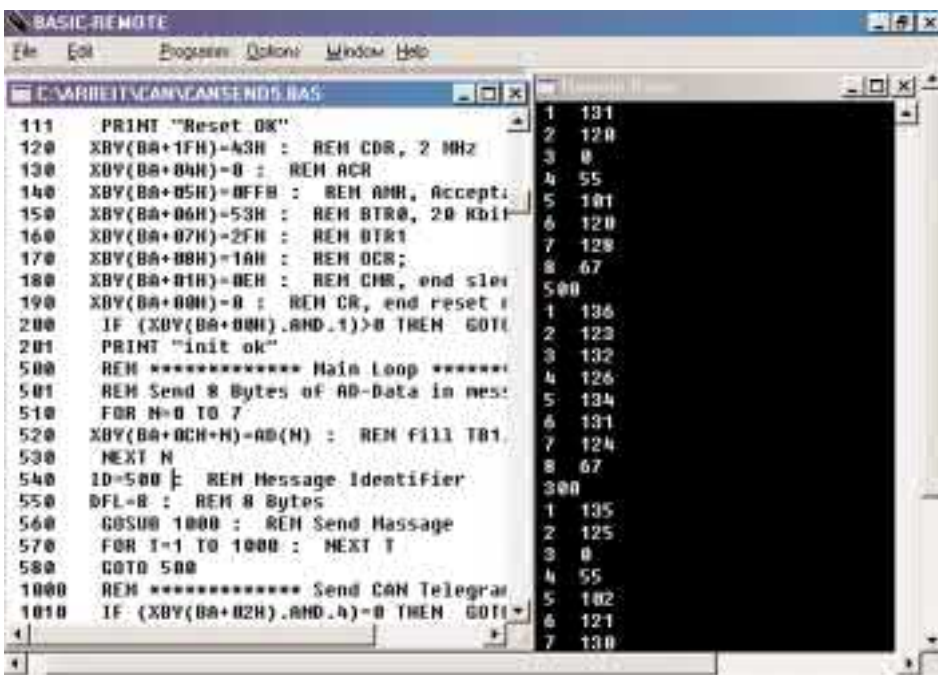 BASIC-REMOTE
File Edit Programm Options Window Help
C:\ARBEIT\CAN\CANSEND5.BAS
111 PRINT "Reset OK"
120 XBY(BA+1FH)=43H : REM CDR, 2 MHz
130 XBY(BA+04H)=0 : REM ACR
140 XBY(BA+05H)=0FFH : REM AMR, Accepta
150 XBY(BA+06H)=53H : REM BTR0, 20 Kbit
160 XBY(BA+07H)=2FH : REM BTR1
170 XBY(BA+08H)=1AH : REM OCR;
180 XBY(BA+01H)=0EH : REM CMR, end slee
190 XBY(BA+00H)=0 : REM CR, end reset
200 IF (XBY(BA+00H).AND.1)>0 THEN GOTO
201 PRINT "init ok"
500 REM ************* Main Loop *******
501 REM Send 8 Bytes of AD-Data in mess
510 FOR N=0 TO 7
520 XBY(BA+0CH+N)=AD(N) : REM fill TB1.
530 NEXT N
540 ID=500 : REM Message Identifier
550 DFL=8 : REM 8 Bytes
560 GOSUB 1000 : REM Send Massage
570 FOR T=1 TO 1000 : NEXT T
580 GOTO 500
1000 REM ************* Send CAN Telegram
1010 IF (XBY(BA+02H).AND.4)=0 THEN GOTO
1 131
2 120
3 0
4 55
5 101
6 120
7 128
8 67
500
1 136
2 123
3 132
4 126
5 134
6 131
7 124
8 67
300
1 135
2 125
3 0
4 55
5 102
6 121
7 130